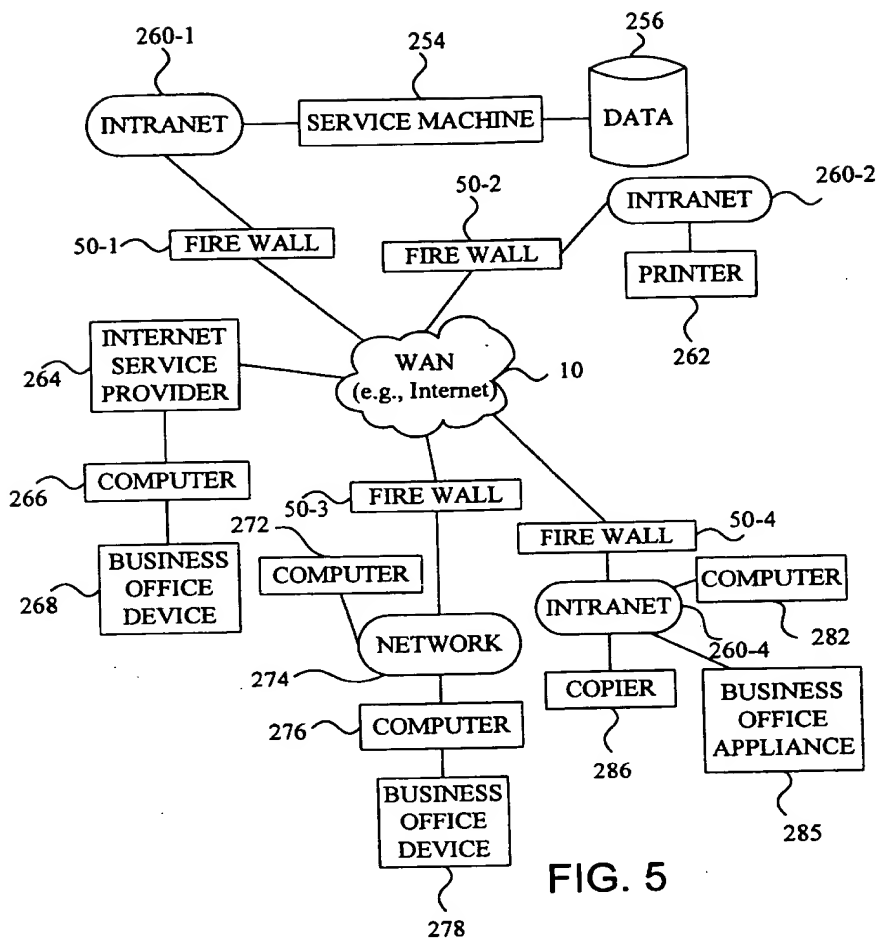 260-1
254
256
INTRANET
SERVICE MACHINE
DATA
50-2
260-2
INTRANET
50-1
FIRE WALL
FIRE WALL
PRINTER
262
INTERNET
SERVICE
PROVIDER
264
WAN
(e.g., Internet)
10
COMPUTER
266
50-3
FIRE WALL
272
50-4
FIRE WALL
BUSINESS
OFFICE
DEVICE
268
COMPUTER
COMPUTER
282
INTRANET
260-4
NETWORK
274
COPIER
286
BUSINESS
OFFICE
APPLIANCE
285
276
COMPUTER
BUSINESS
OFFICE
DEVICE
278
FIG. 5